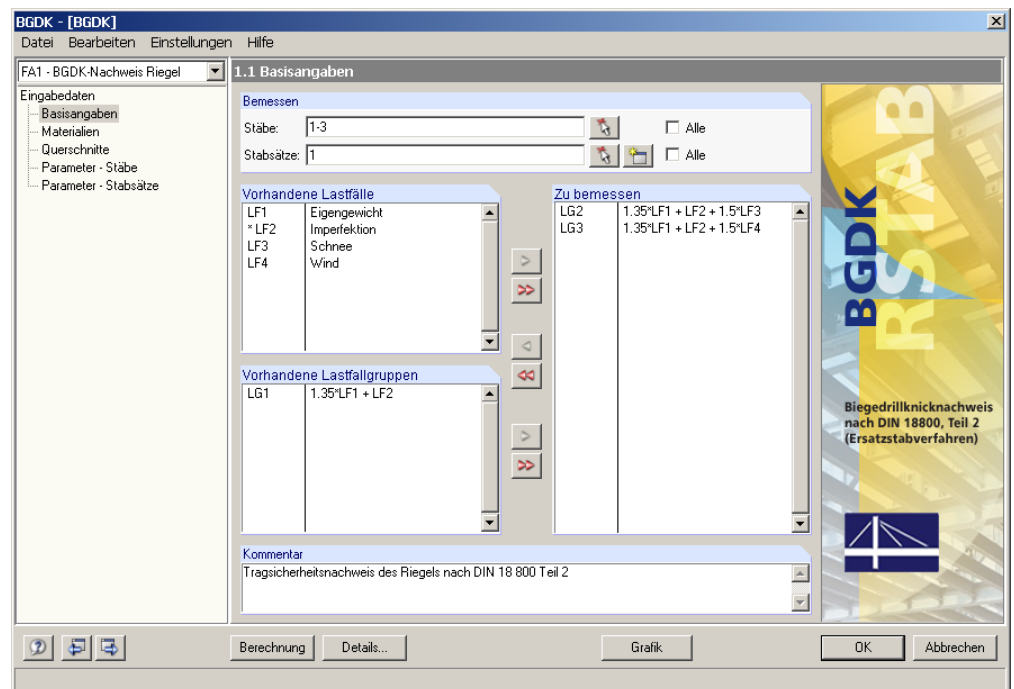 BGDK - [BGDK]
Datei Bearbeiten Einstellungen Hilfe
FA1 - BGDK-Nachweis Riegel
1.1 Basisangaben
Eingabedaten
Basisangaben
Materialien
Querschnitte
Parameter - Stäbe
Parameter - Stabsätze
Bemessen
Stäbe: 1-3 Alle
Stabsätze: 1 Alle
Vorhandene Lastfälle
LF1 Eigengewicht
* LF2 Imperfektion
LF3 Schnee
LF4 Wind
Vorhandene Lastfallgruppen
LG1 1.35*LF1 + LF2
Zu bemessen
LG2 1.35*LF1 + LF2 + 1.5*LF3
LG3 1.35*LF1 + LF2 + 1.5*LF4
Kommentar
Tragsicherheitsnachweis des Riegels nach DIN 18 800 Teil 2
BGDK
RSTAB
Biegedrillknicknachweis
nach DIN 18800, Teil 2
(Ersatzstabverfahren)
Berechnung Details... Grafik OK Abbrechen